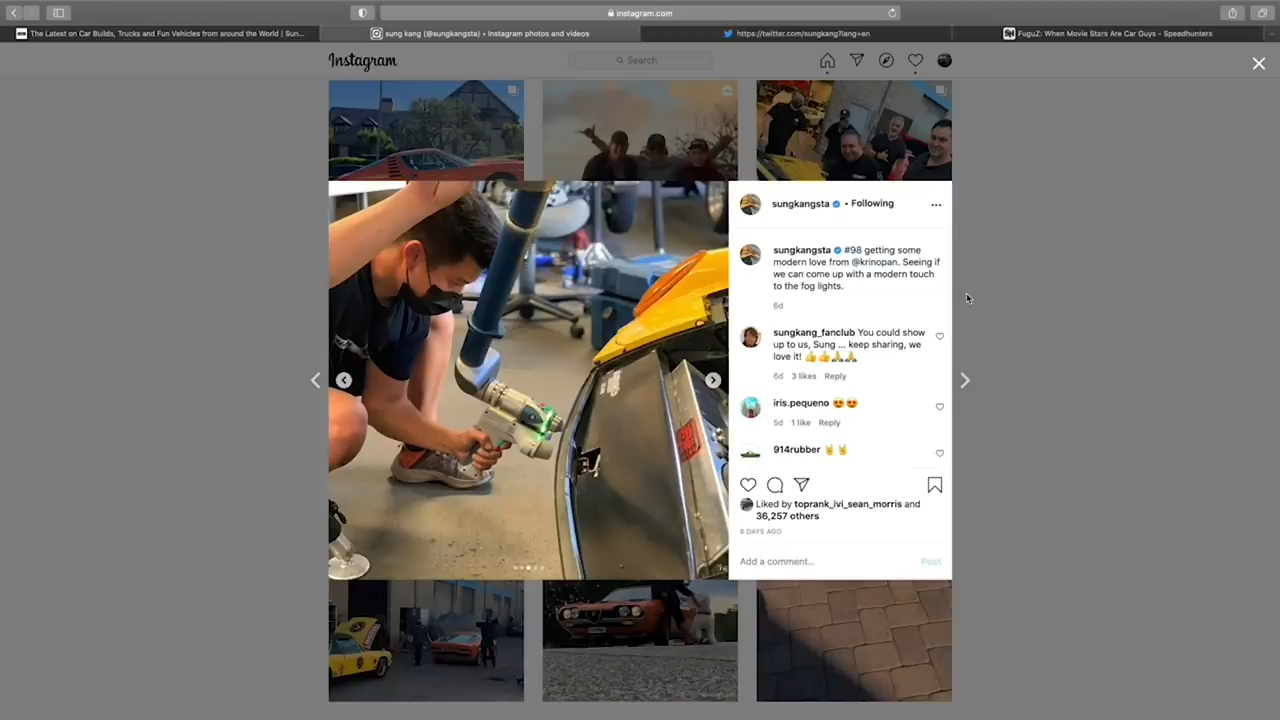 instagram.com
The Latest on Car Builds, Trucks and Fun Vehicles from around the World | Sun...
sung kang (@sungkangsta) • Instagram photos and videos
https://twitter.com/sungkang?lang=en
FuguZ: When Movie Stars Are Car Guys - Speedhunters
Instagram
Search
sungkangsta • Following
sungkangsta #98 getting some
modern love from @krinopan. Seeing if
we can come up with a modern touch
to the fog lights.
6d
sungkang_fanclub You could show
up to us, Sung ... keep sharing, we
love it! 👍👍🙏🙏
6d 3 likes Reply
iris.pequeno 😍😍
5d 1 like Reply
914rubber 🤘🤘
Liked by toprank_ivi_sean_morris and
36,257 others
6 DAYS AGO
Add a comment... Post